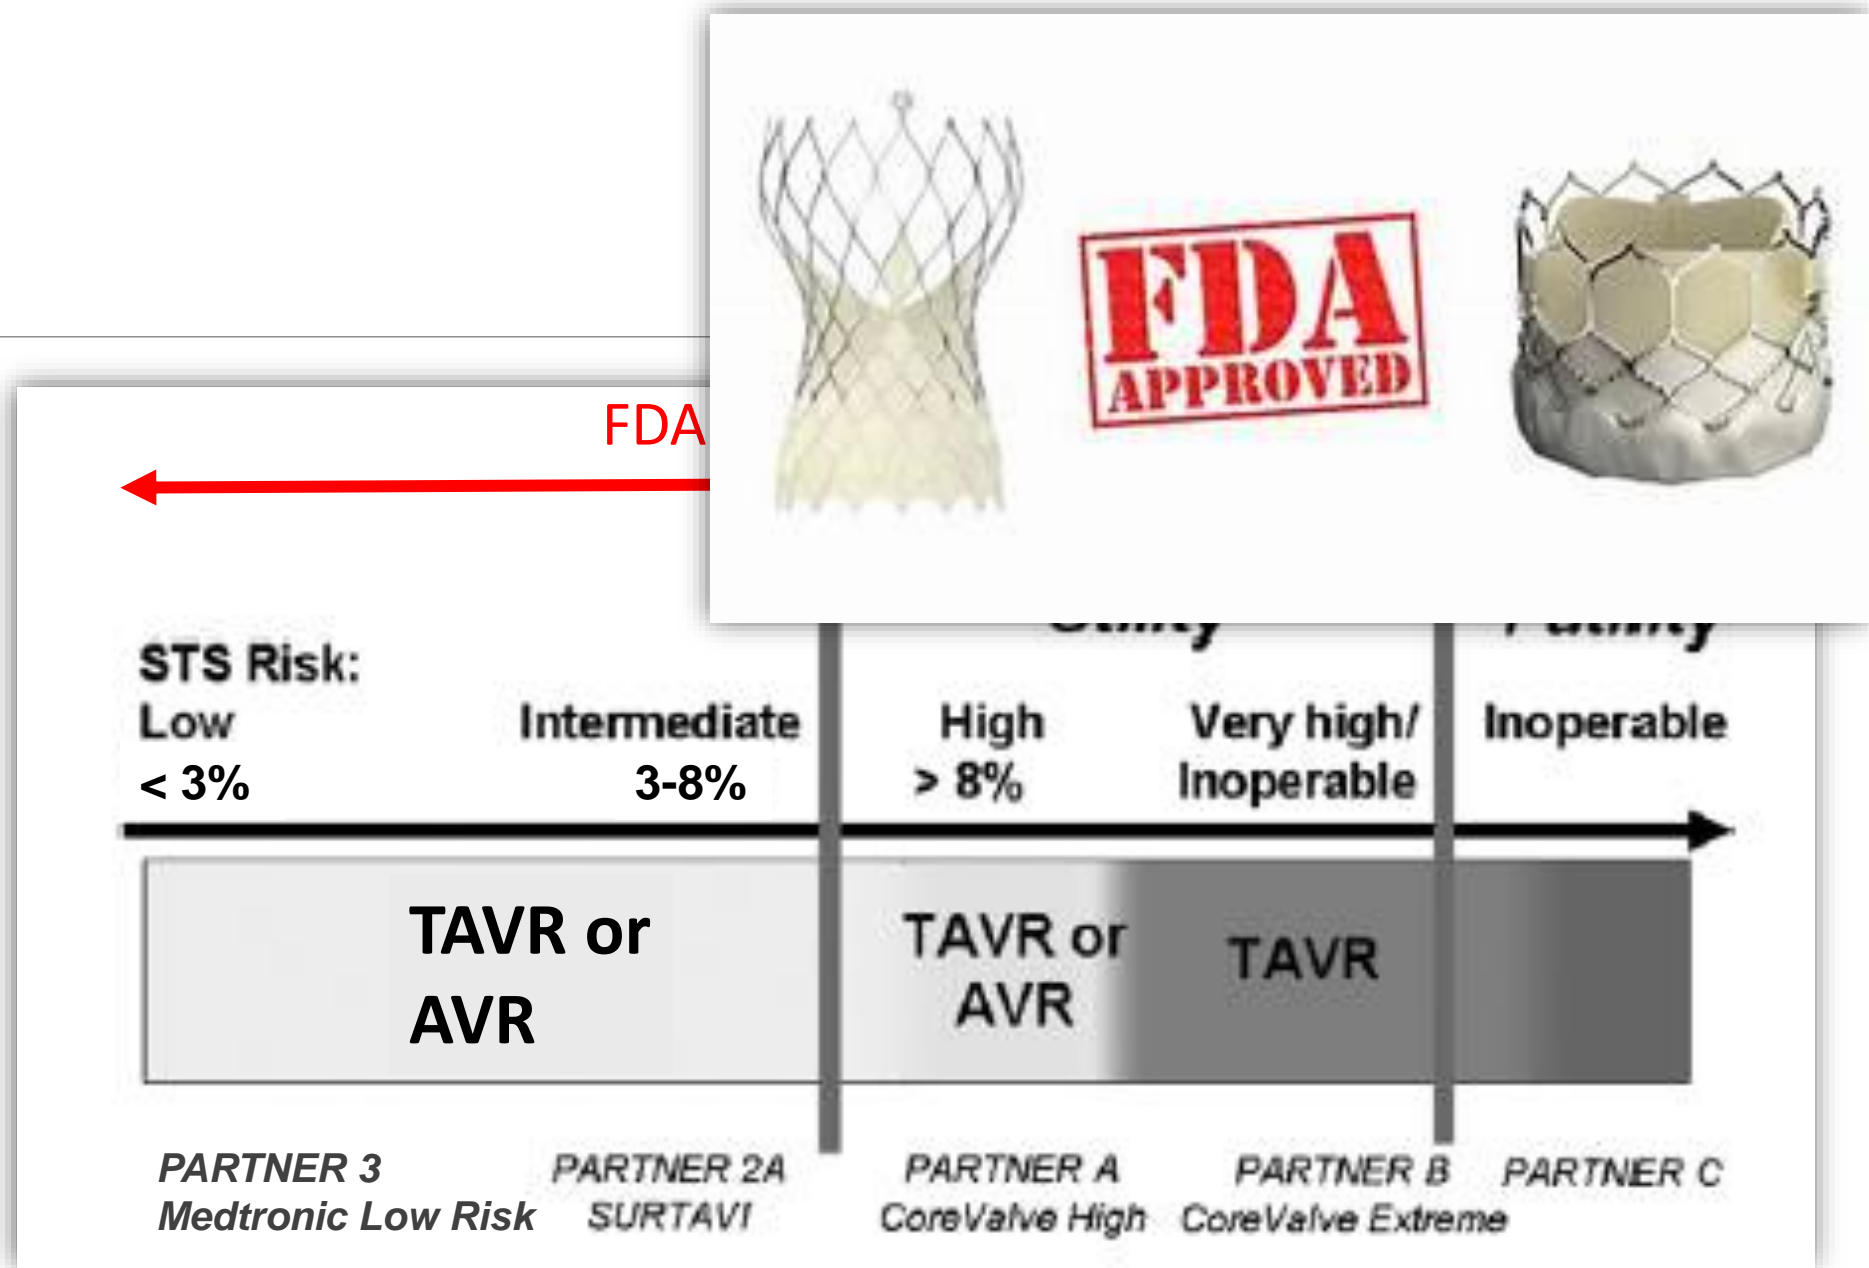 FDA
APPROVED
FDA
STS Risk:
Low
Intermediate
High
Very high/
Inoperable
Inoperable
< 3%
3-8%
> 8%
TAVR or
AVR
TAVR or
AVR
TAVR
PARTNER 3
Medtronic Low Risk
PARTNER 2A
SURTAVI
PARTNER A
CoreValve High
PARTNER B
CoreValve Extreme
PARTNER C